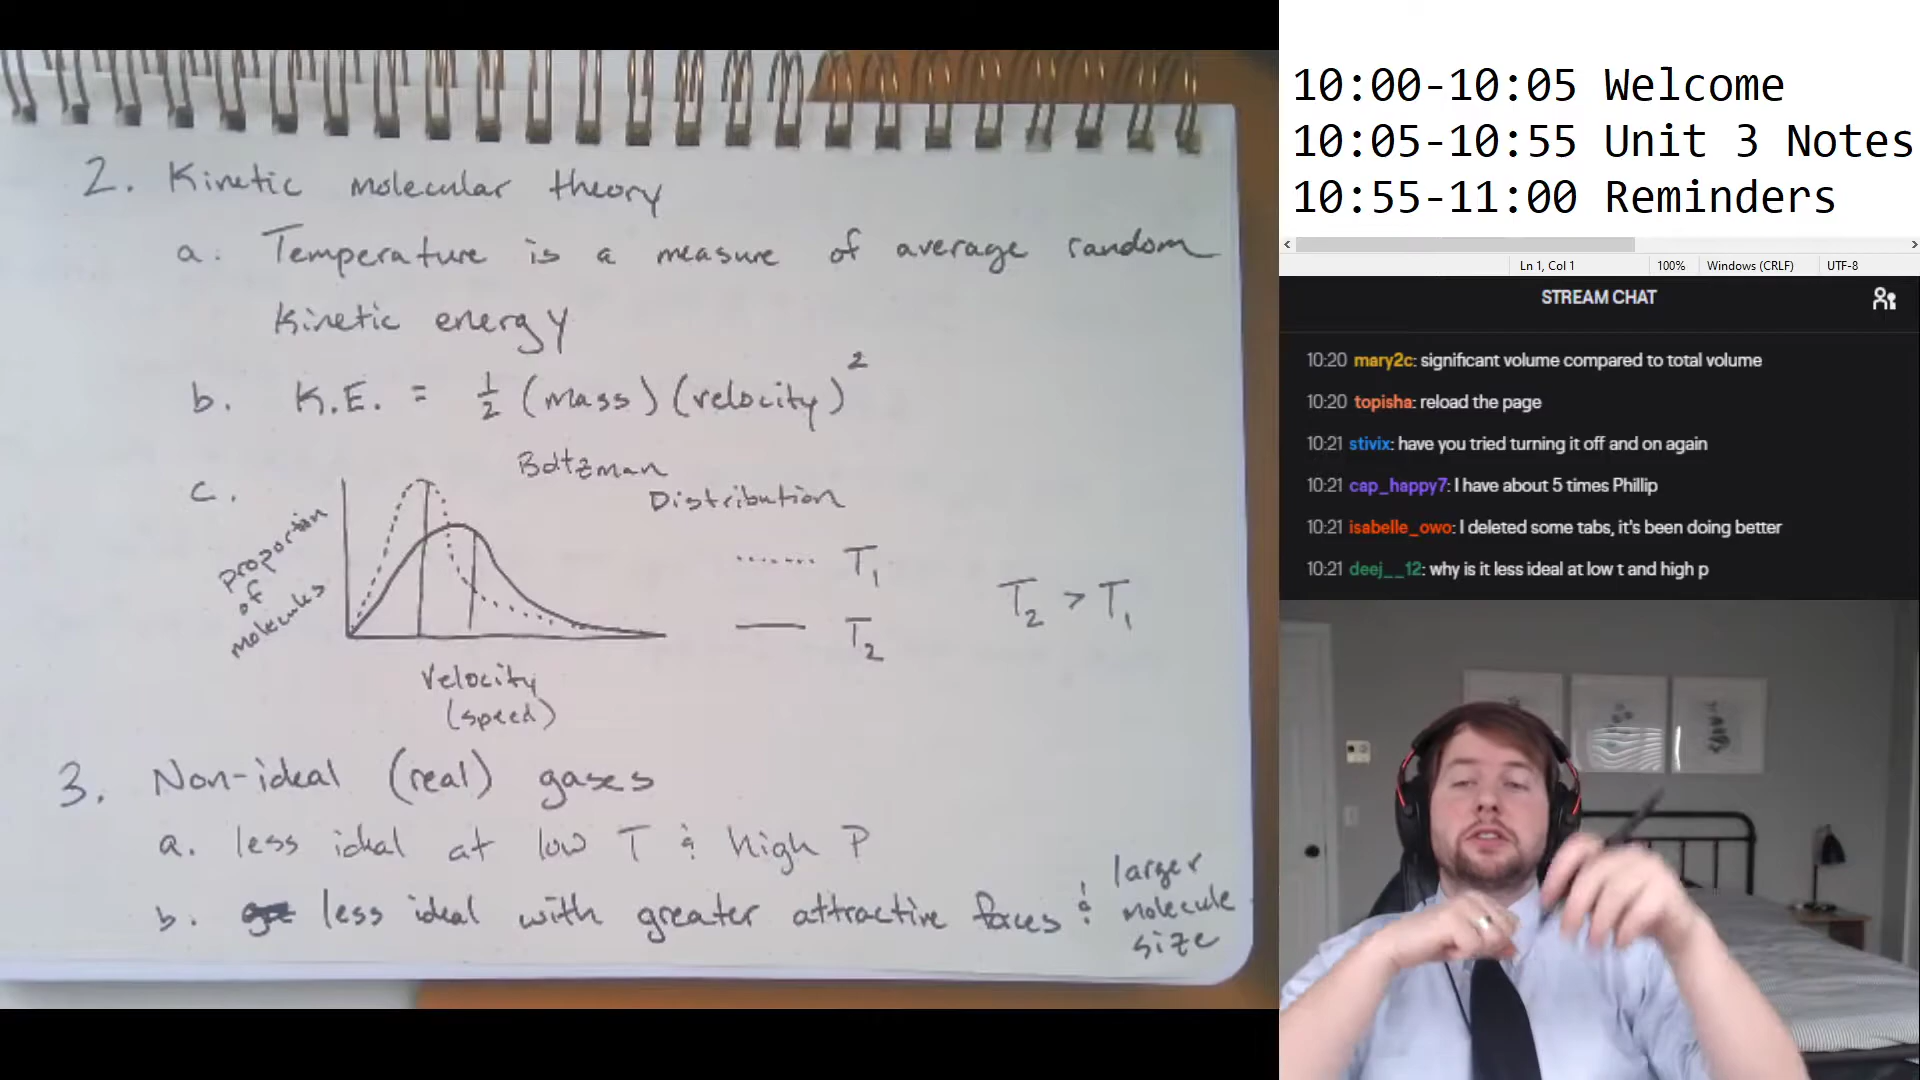 2. Kinetic molecular theory
a. Temperature is a measure of average random
kinetic energy
b. K.E. = 1/2 (mass) (velocity)²
c. Boltzman
Distribution
proportion
of
molecules
T₁
T₂
T₂ > T₁
Velocity
(speed)
3. Non-ideal (real) gases
a. less ideal at low T & high P
b. less ideal with greater attractive forces & larger
molecule
size
10:00-10:05 Welcome
10:05-10:55 Unit 3 Notes
10:55-11:00 Reminders
Ln 1, Col 1 100% Windows (CRLF) UTF-8
STREAM CHAT
10:20 mary2c: significant volume compared to total volume
10:20 topisha: reload the page
10:21 stivix: have you tried turning it off and on again
10:21 cap_happy7: I have about 5 times Phillip
10:21 isabelle_owo: I deleted some tabs, it's been doing better
10:21 deej__12: why is it less ideal at low t and high p